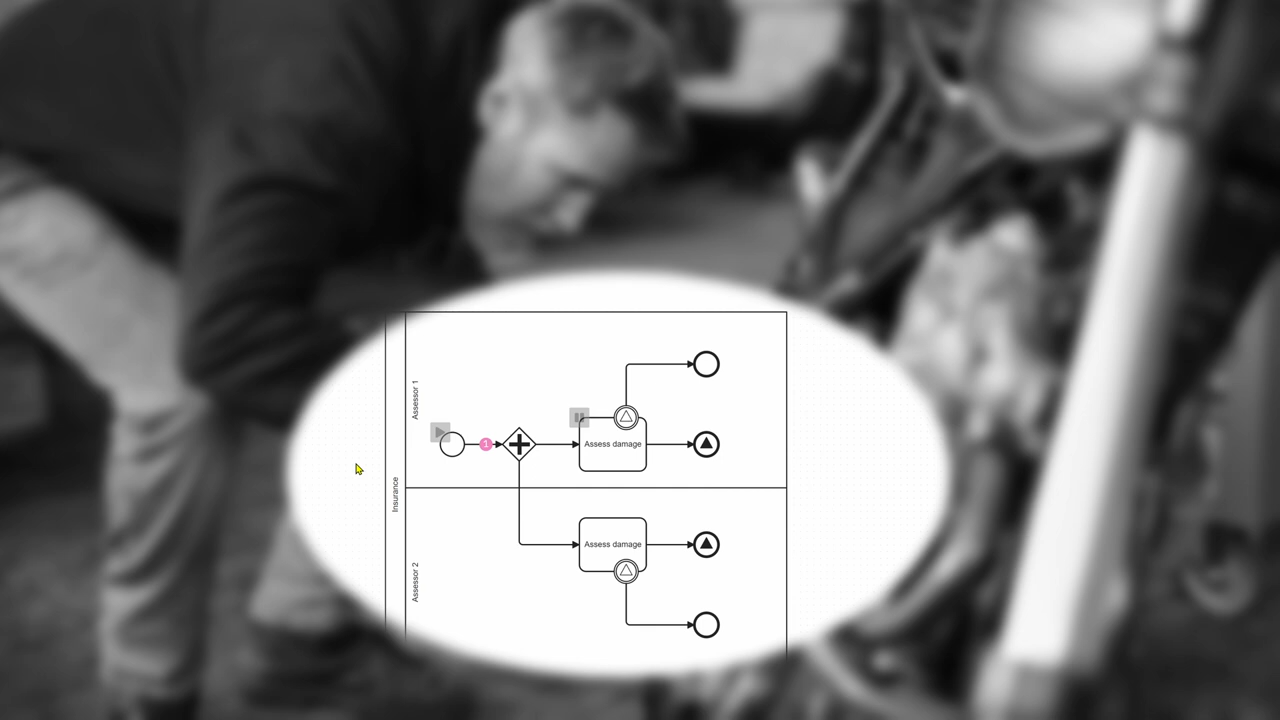 Insurance
Assessor 1
1
Assess damage
Assessor 2
Assess damage